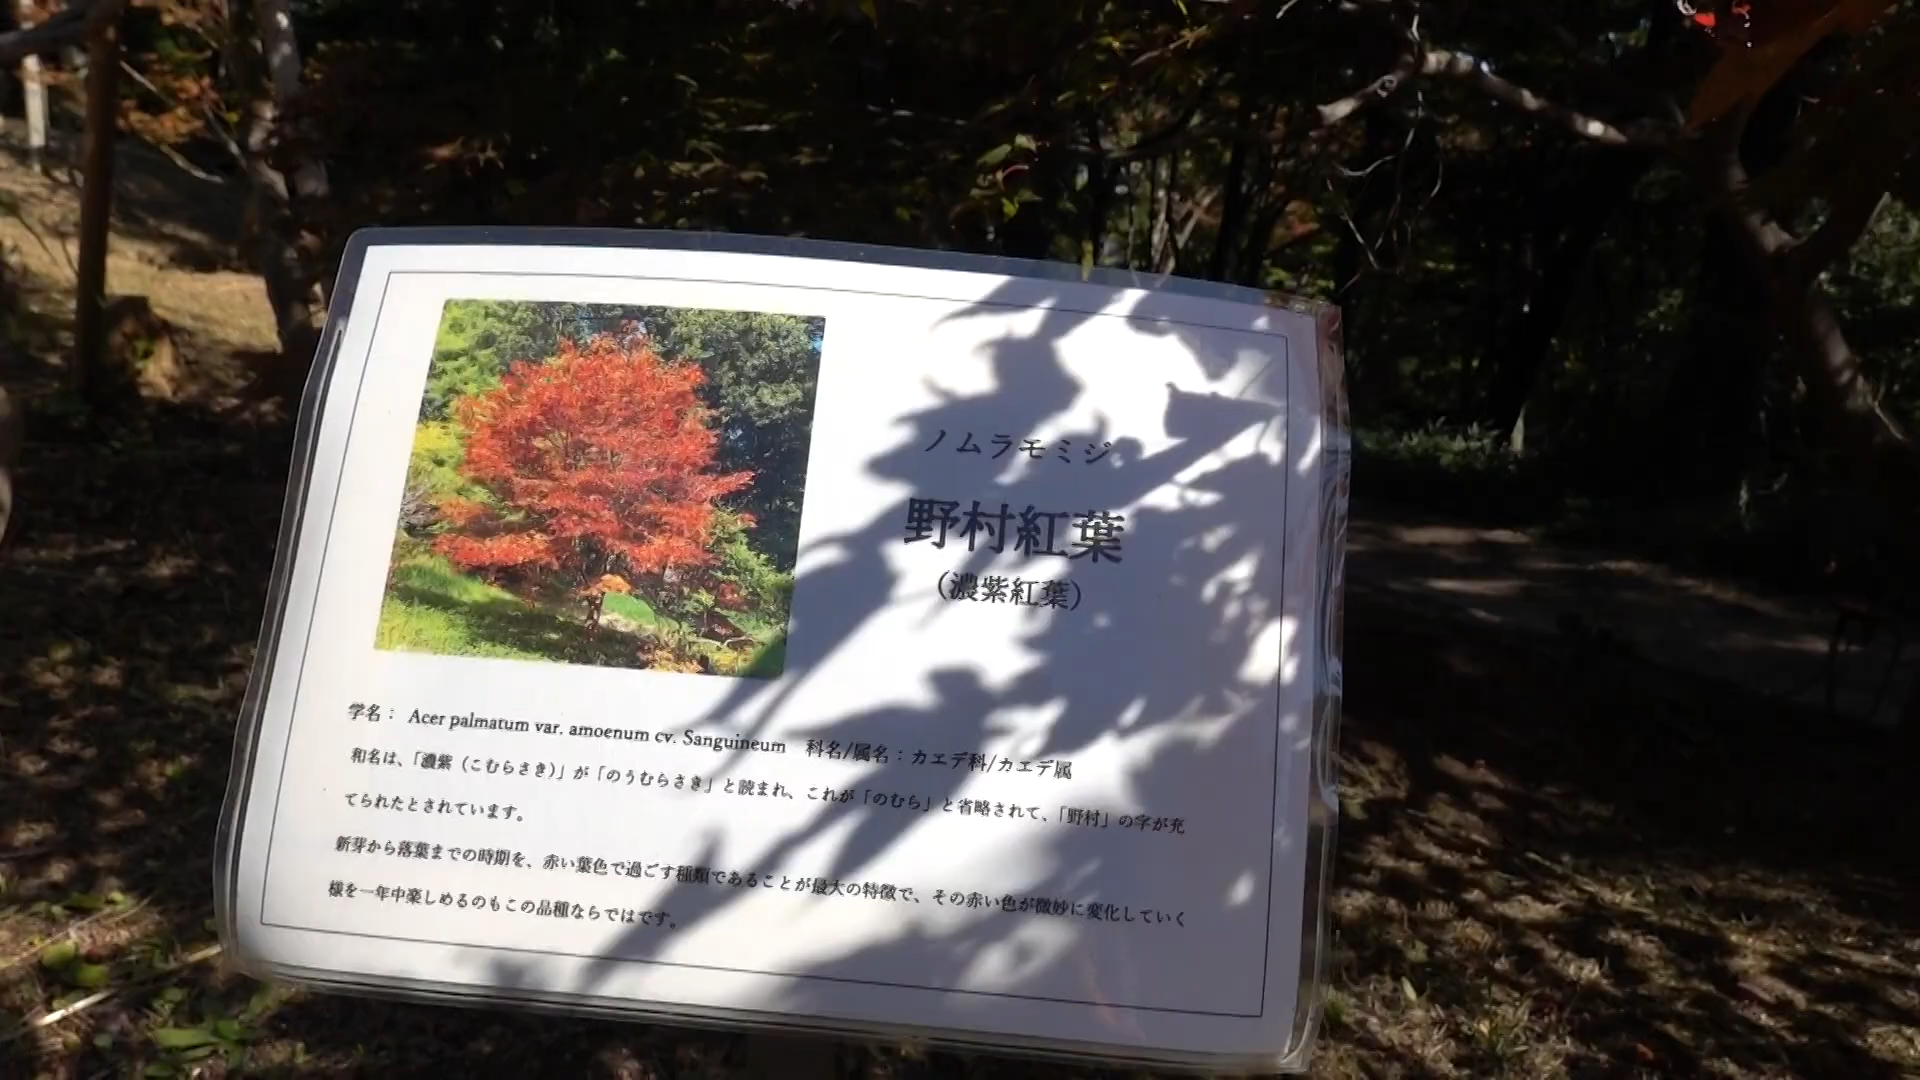 ノムラモミジ
野村紅葉
（濃紫紅葉）
学名： Acer palmatum var. amoenum cv. Sanguineum　科名/属名：カエデ科/カエデ属
和名は、「濃紫（こむらさき）」が「のうむらさき」と読まれ、これが「のむら」と省略されて、「野村」の字が充
てられたとされています。
新芽から落葉までの時期を、赤い葉色で過ごす種類であることが最大の特徴で、その赤い色が微妙に変化していく
様を一年中楽しめるのもこの品種ならではです。